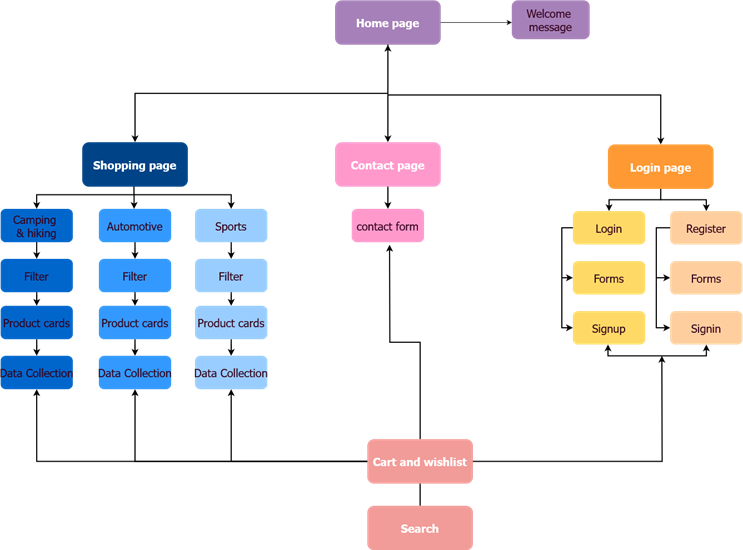 Home page
Welcome
message
Shopping page
Contact page
Login page
Camping
& hiking
Automotive
Sports
contact form
Login
Register
Filter
Filter
Filter
Forms
Forms
Product cards
Product cards
Product cards
Signup
Signin
Data Collection
Data Collection
Data Collection
Cart and wishlist
Search